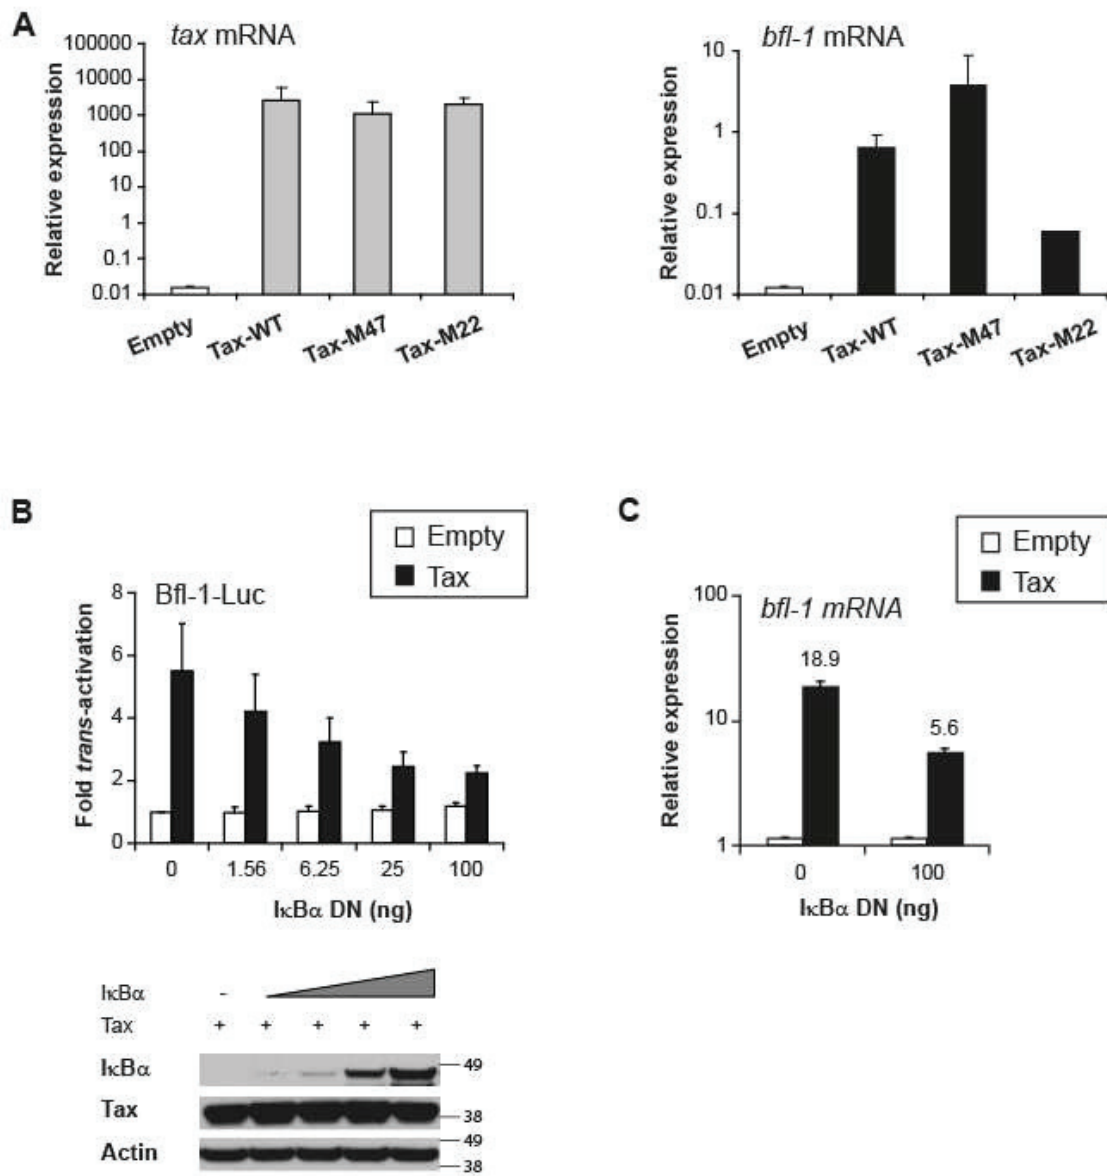 A
tax mRNA
Relative expression
100000
10000
1000
100
10
1
0.1
0.01
Empty
Tax-WT
Tax-M47
Tax-M22
bfl-1 mRNA
Relative expression
10
1
0.1
0.01
Empty
Tax-WT
Tax-M47
Tax-M22
B
Empty
Tax
Bfl-1-Luc
Fold trans-activation
8
6
4
2
0
0 1.56 6.25 25 100
IκBα DN (ng)
IκBα -
Tax + + + + +
IκBα 49
Tax 38
Actin 49
38
C
Empty
Tax
bfl-1 mRNA
Relative expression
100
10
1
18.9
5.6
0 100
IκBα DN (ng)